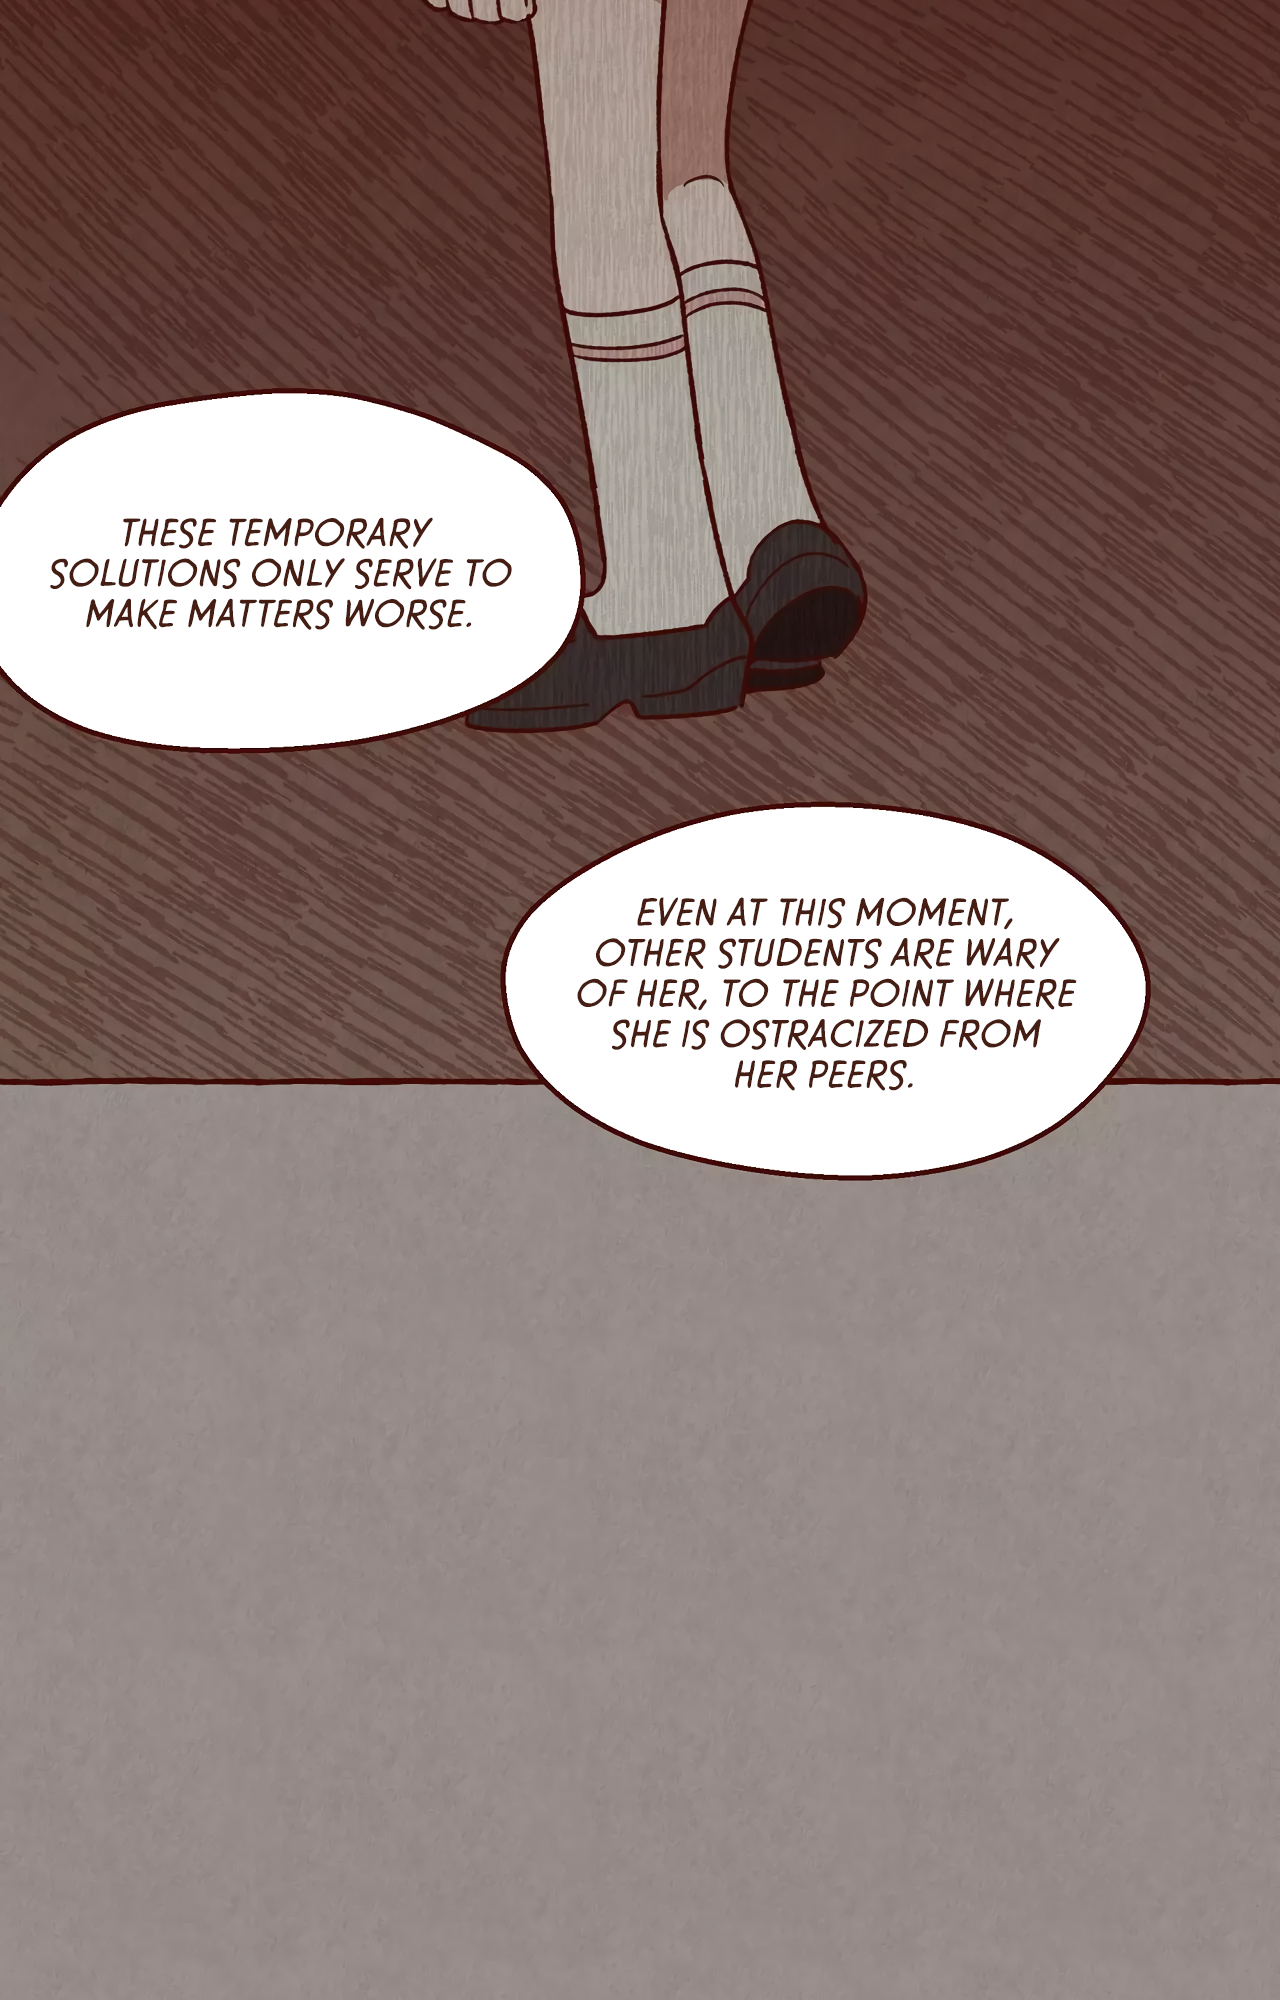 THESE TEMPORARY
SOLUTIONS ONLY SERVE TO
MAKE MATTERS WORSE.
EVEN AT THIS MOMENT,
OTHER STUDENTS ARE WARY
OF HER, TO THE POINT WHERE
SHE IS OSTRACIZED FROM
HER PEERS.